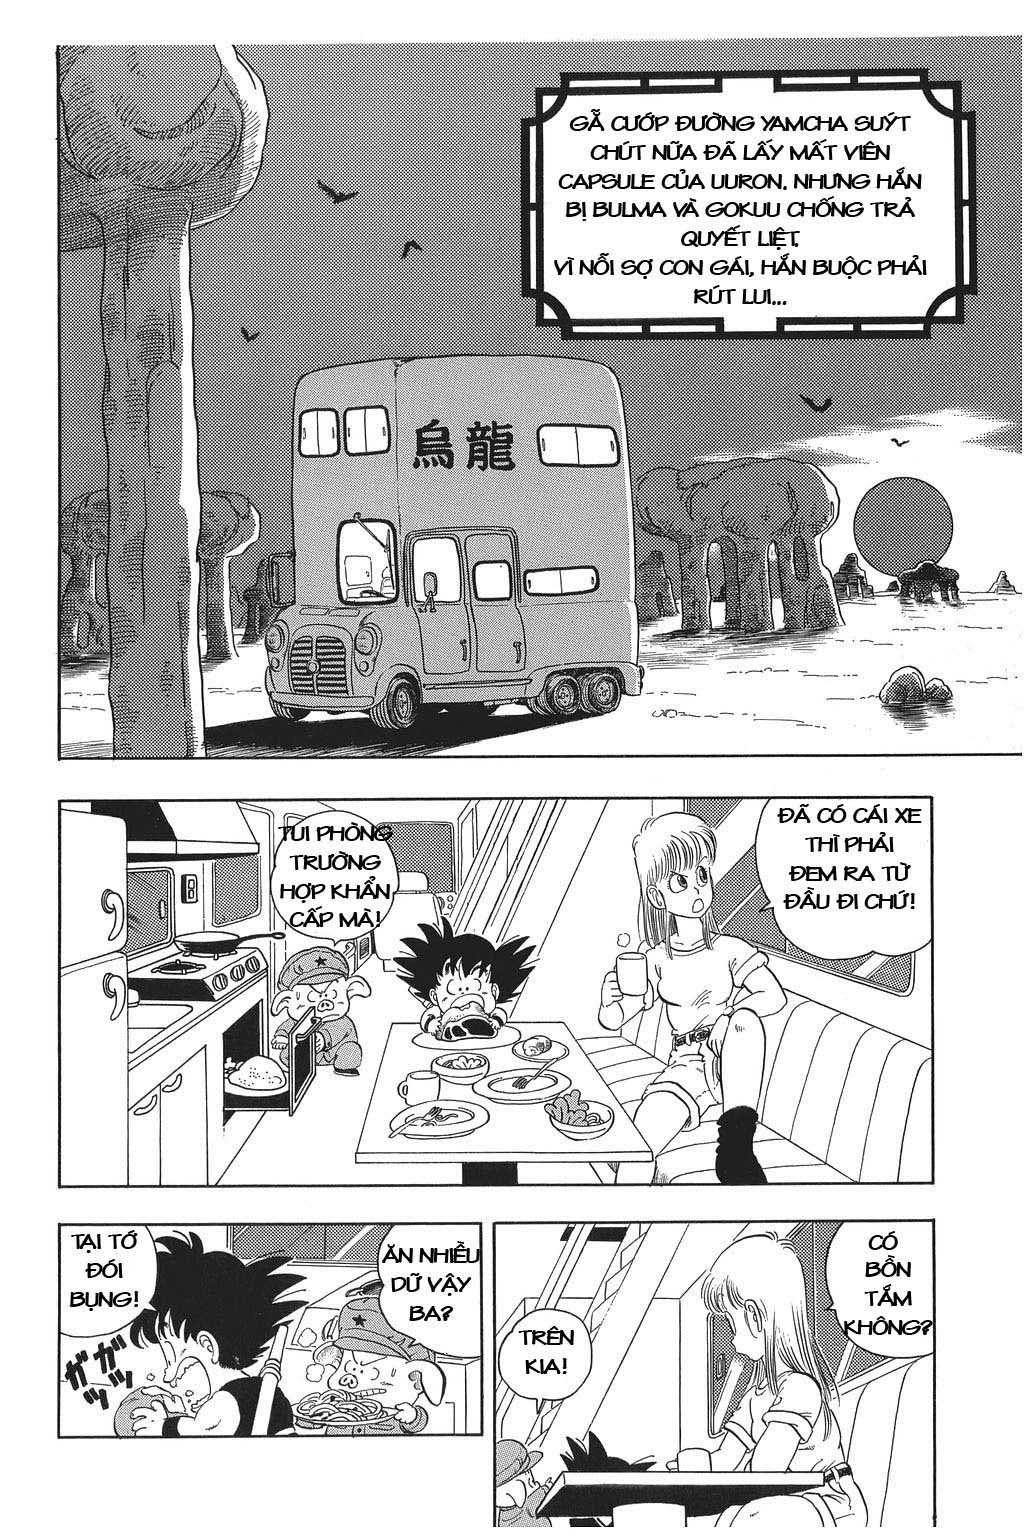 GÃ CƯỚP ĐƯỜNG YAMCHA SUÝT
CHÚT NỮA ĐÃ LẤY MẤT VIÊN
CAPSULE CỦA UURON. NHƯNG HẮN
BỊ BULMA VÀ GOKUU CHỐNG TRẢ
QUYẾT LIỆT.
VÌ NỖI SỢ CON GÁI, HẮN BUỘC PHẢI
RÚT LUI...
烏龍
ĐÃ CÓ CÁI XE
THÌ PHẢI
ĐEM RA TỪ
ĐẦU ĐI CHỨ!
TUI PHÒNG
TRƯỜNG
HỢP KHẨN
CẤP MÀ!
CÓ
BỒN
TẮM
KHÔNG?
TRÊN
KIA!
ĂN NHIỀU
DỮ VẬY
BA?
TẠI TỚ
ĐÓI
BỤNG!
ガガ
ガッツ